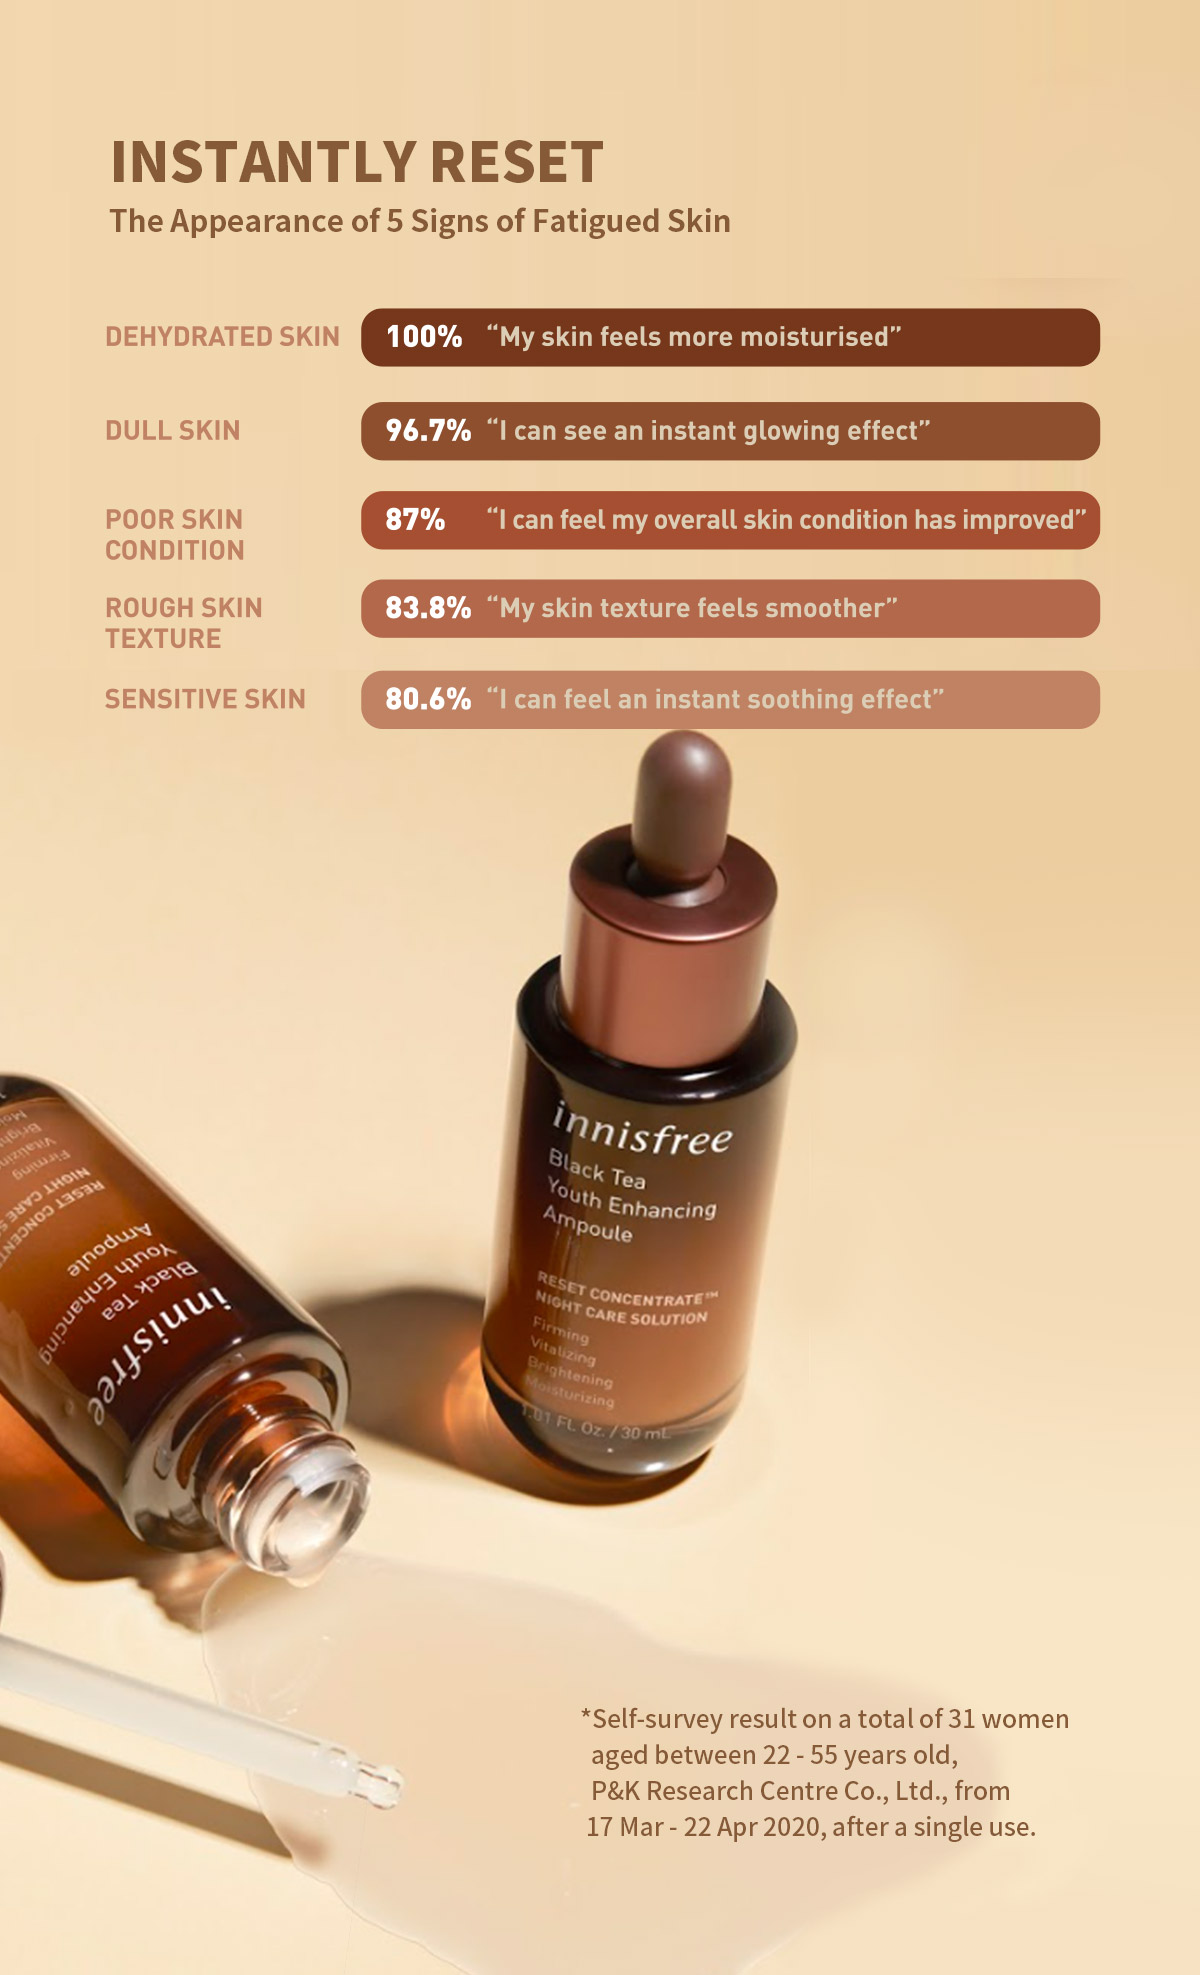 INSTANTLY RESET
The Appearance of 5 Signs of Fatigued Skin
DEHYDRATED SKIN 100% “My skin feels more moisturised”
DULL SKIN 96.7% “I can see an instant glowing effect”
POOR SKIN
CONDITION
87% “I can feel my overall skin condition has improved”
ROUGH SKIN
TEXTURE
83.8% “My skin texture feels smoother”
SENSITIVE SKIN 80.6% “I can feel an instant soothing effect”
innisfree
Black Tea
Youth Enhancing
Ampoule
RESET CONCENTRATE™
NIGHT CARE SOLUTION
Firming
Vitalizing
Brightening
Moisturizing
1.01 FL. Oz. / 30 mL
innisfree
Black Tea
Youth Enhancing
Ampoule
RESET CONCENT
NIGHT CARE S
Firming
Vitalizing
Bright
Moi
*Self-survey result on a total of 31 women
aged between 22 - 55 years old,
P&K Research Centre Co., Ltd., from
17 Mar - 22 Apr 2020, after a single use.